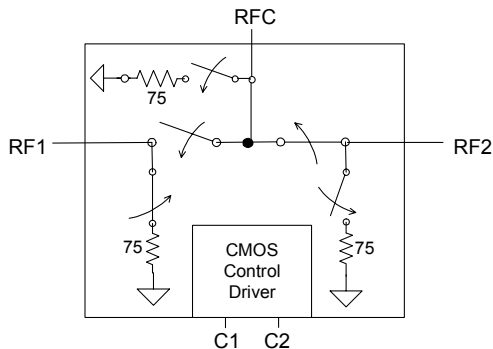 RFC
75
RF1
RF2
75
75
CMOS
Control
Driver
C1 C2